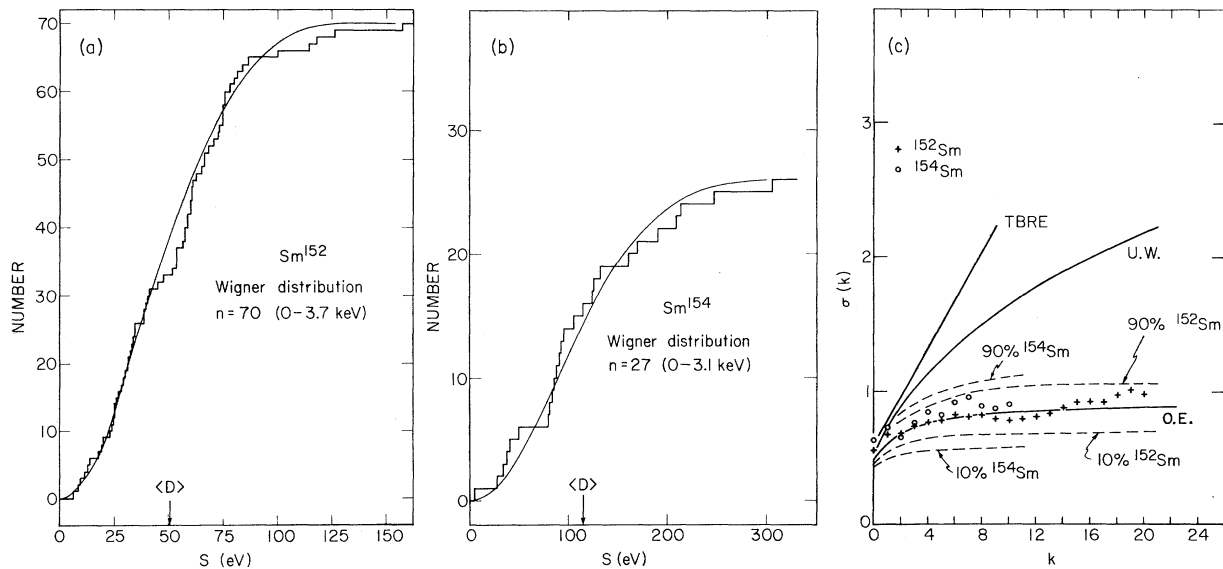 (a)
70
60
50
40
30
20
10
0
NUMBER
Sm¹⁵²
Wigner distribution
n = 70 (0–3.7 keV)
⟨D⟩
0 25 50 75 100 125 150
S (eV)
(b)
30
20
10
0
NUMBER
Sm¹⁵⁴
Wigner distribution
n = 27 (0–3.1 keV)
⟨D⟩
0 100 200 300
S (eV)
(c)
3
2
1
0
σ (k)
+ ¹⁵²Sm
o ¹⁵⁴Sm
TBRE
U.W.
90% ¹⁵²Sm
90% ¹⁵⁴Sm
O.E.
10% ¹⁵²Sm
10% ¹⁵⁴Sm
0 4 8 12 16 20 24
k